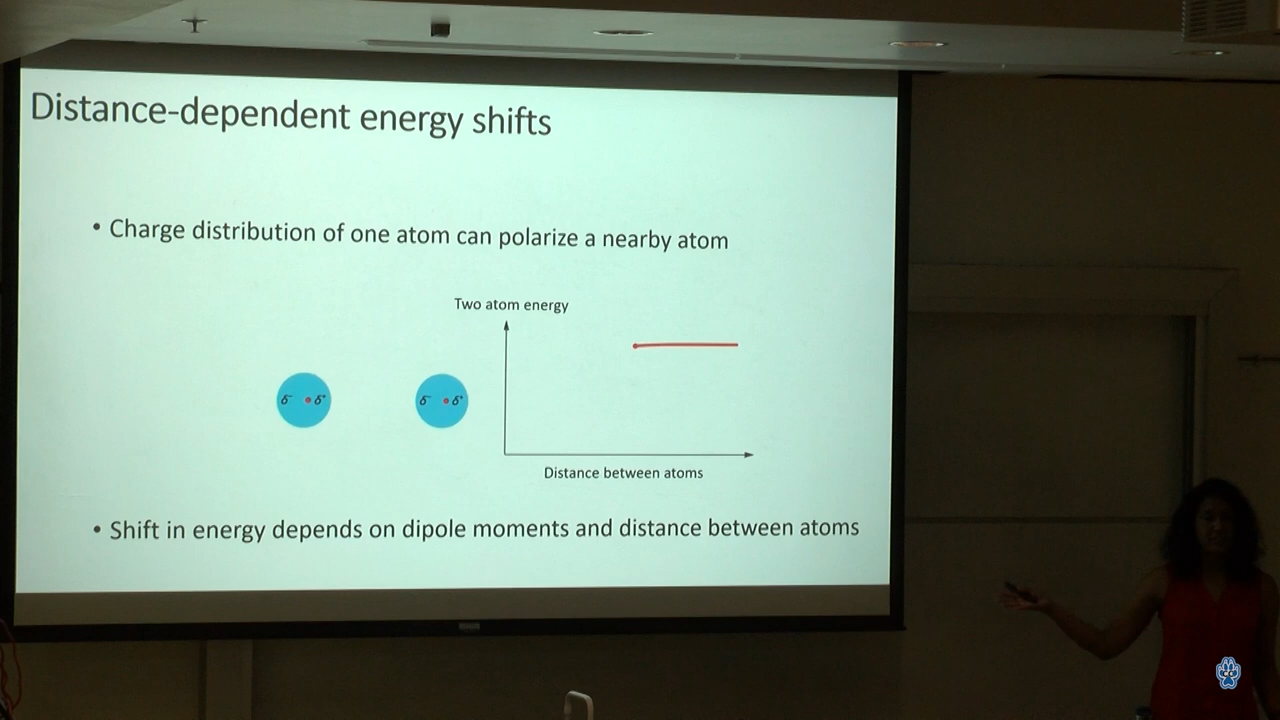 Distance-dependent energy shifts
• Charge distribution of one atom can polarize a nearby atom
Two atom energy
δ⁻ δ⁺ δ⁻ δ⁺
Distance between atoms
• Shift in energy depends on dipole moments and distance between atoms